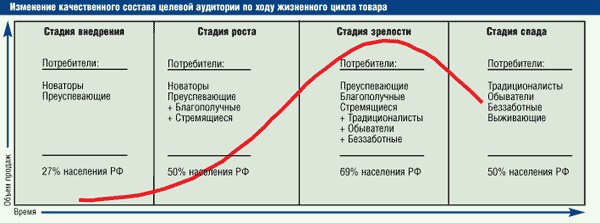 Изменение качественного состава целевой аудитории по ходу жизненного цикла товара
Объем продаж
Стадия внедрения
Потребители:
Новаторы
Преуспевающие
27% населения РФ
Стадия роста
Потребители:
Новаторы
Преуспевающие
+ Благополучные
+ Стремящиеся
50% населения РФ
Стадия зрелости
Потребители:
Преуспевающие
Благополучные
Стремящиеся
+ Традиционалисты
+ Обыватели
+ Беззаботные
69% населения РФ
Стадия спада
Потребители:
Традиционалисты
Обыватели
Беззаботные
Выживающие
50% населения РФ
Время